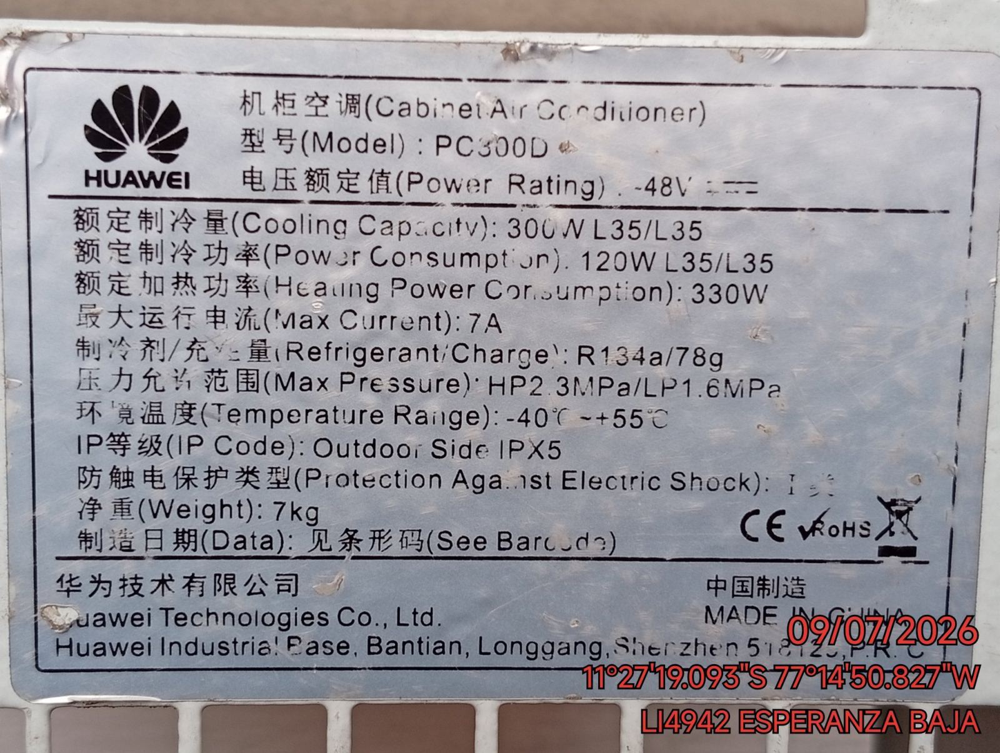 机柜空调(Cabinet Air Conditioner)
HUAWEI
型号(Model) : PC300D
电压额定值(Power Rating) : -48V
额定制冷量(Cooling Capacity): 300W L35/L35
额定制冷功率(Power Consumption): 120W L35/L35
额定加热功率(Heating Power Consumption): 330W
最大运行电流(Max Current): 7A
制冷剂/充注量(Refrigerant/Charge): R134a/78g
压力允许范围(Max Pressure): HP2.3MPa/LP1.6MPa
环境温度(Temperature Range): -40℃ ~+55℃
IP等级(IP Code): Outdoor Side IPX5
防触电保护类型(Protection Against Electric Shock): I 类
净重(Weight): 7kg
CE RoHS
制造日期(Data): 见条形码(See Barcode)
华为技术有限公司
中国制造
Huawei Technologies Co., Ltd.
MADE IN CHINA
Huawei Industrial Base, Bantian, Longgang, Shenzhen 518129, P.R.
09/07/2026
11°27'19.093"S 77°14'50.827"W
LI4942 ESPERANZA BAJA